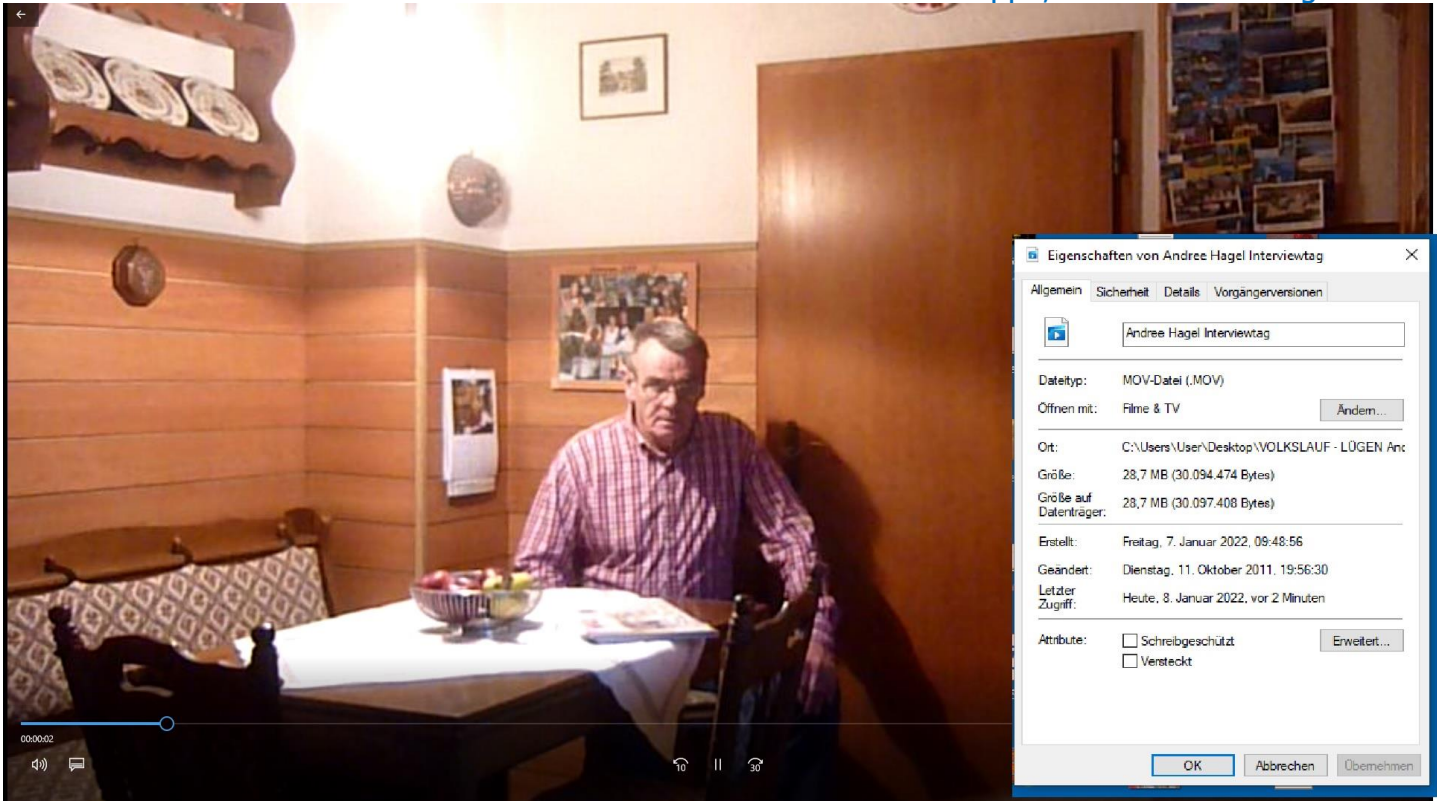 Eigenschaften von Andree Hagel Interviewtag
Allgemein Sicherheit Details Vorgängerversionen
Andree Hagel Interviewtag
Dateityp: MOV-Datei (.MOV)
Öffnen mit: Filme & TV Ändern...
Ort: C:\Users\User\Desktop\VOLKSLAUF - LÜGEN And
Größe: 28,7 MB (30.094.474 Bytes)
Größe auf
Datenträger: 28,7 MB (30.097.408 Bytes)
Erstellt: Freitag, 7. Januar 2022, 09:48:56
Geändert: Dienstag, 11. Oktober 2011, 19:56:30
Letzter
Zugriff: Heute, 8. Januar 2022, vor 2 Minuten
Attribute: Schreibgeschützt Erweitert...
Versteckt
00:00:02
10 30
OK Abbrechen Übernehmen